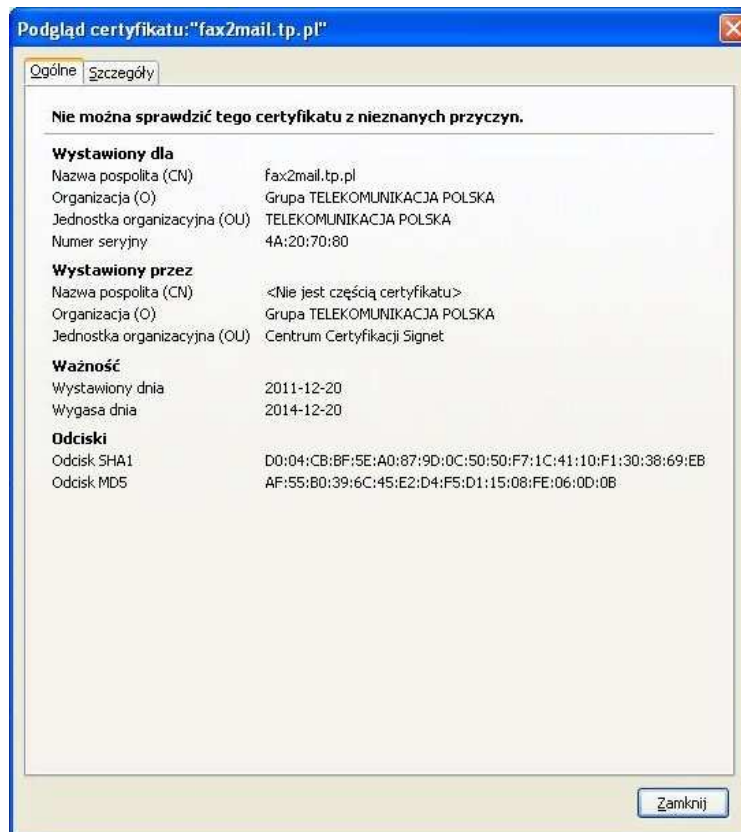 Podgląd certyfikatu:"fax2mail.tp.pl"
Ogólne Szczegóły
Nie można sprawdzić tego certyfikatu z nieznanych przyczyn.
Wystawiony dla
Nazwa pospolita (CN) fax2mail.tp.pl
Organizacja (O) Grupa TELEKOMUNIKACJA POLSKA
Jednostka organizacyjna (OU) TELEKOMUNIKACJA POLSKA
Numer seryjny 4A:20:70:80
Wystawiony przez
Nazwa pospolita (CN) <Nie jest częścią certyfikatu>
Organizacja (O) Grupa TELEKOMUNIKACJA POLSKA
Jednostka organizacyjna (OU) Centrum Certyfikacji Signet
Ważność
Wystawiony dnia 2011-12-20
Wygasa dnia 2014-12-20
Odciski
Odcisk SHA1 D0:04:CB:BF:5E:A0:87:9D:0C:50:50:F7:1C:41:10:F1:30:38:69:EB
Odcisk MD5 AF:55:B0:39:6C:45:E2:D4:F5:D1:15:08:FE:06:0D:0B
Zamknij